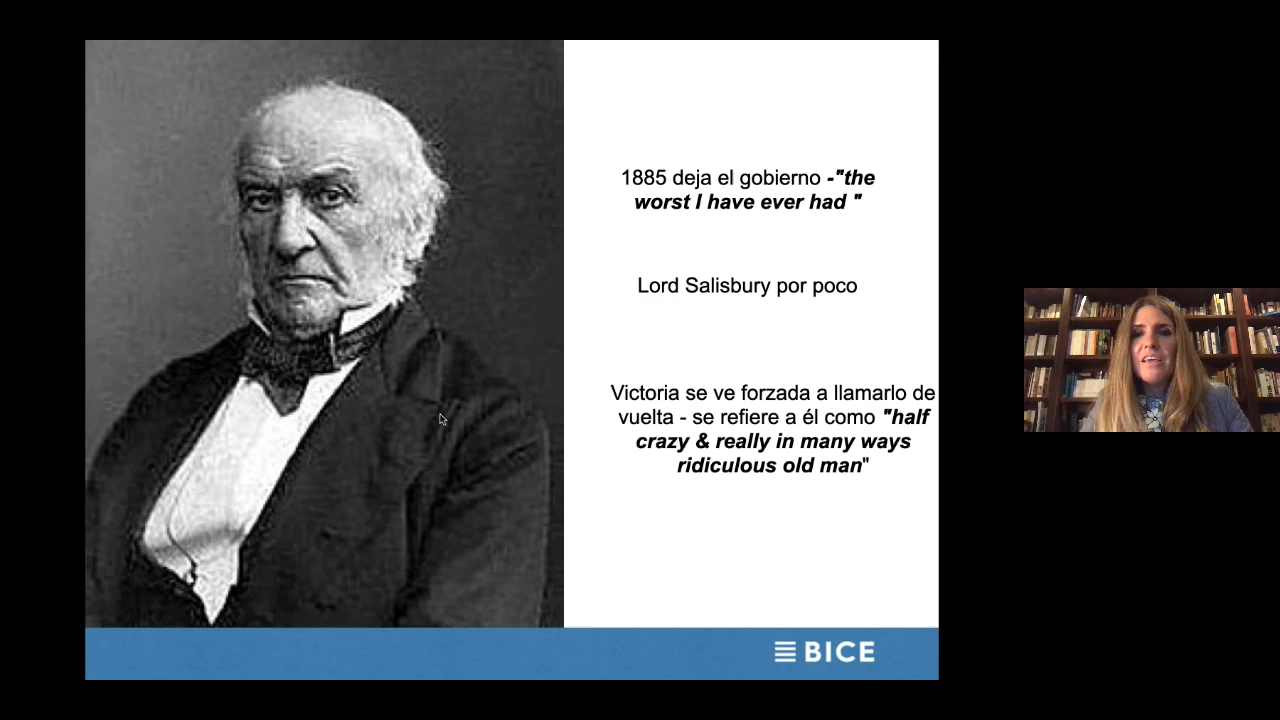 1885 deja el gobierno -"the
worst I have ever had "
Lord Salisbury por poco
Victoria se ve forzada a llamarlo de
vuelta - se refiere a él como "half
crazy & really in many ways
ridiculous old man"
BICE